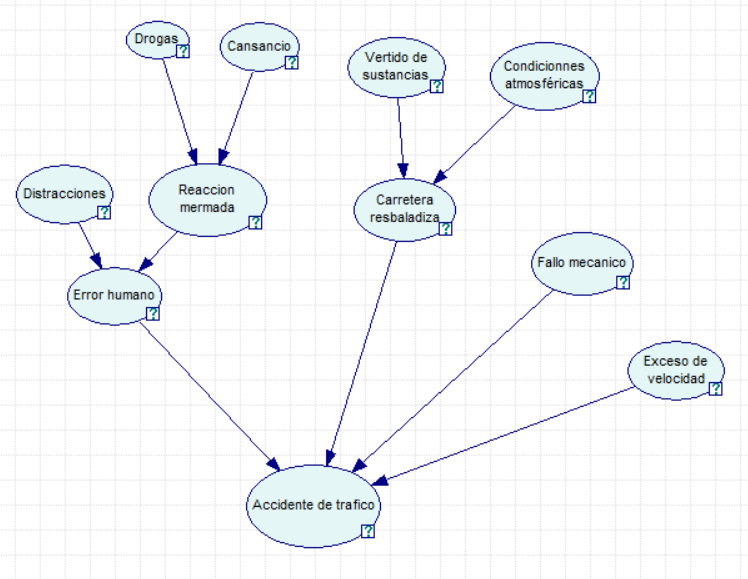 Drogas
?
Cansancio
?
Vertido de
sustancias
?
Condicionnes
atmosféricas
?
Distracciones
?
Reaccion
mermada
?
Carretera
resbaladiza
?
Fallo mecanico
?
Error humano
?
Exceso de
velocidad
?
Accidente de trafico
?